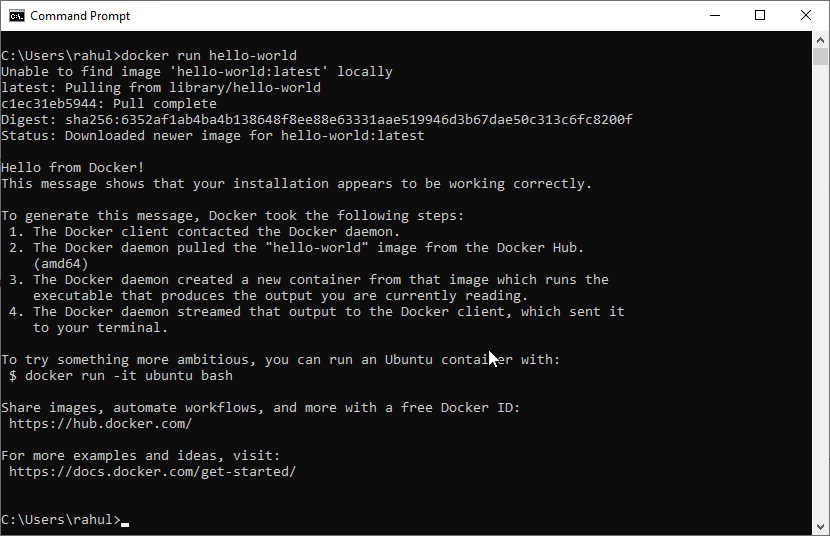 Command Prompt
C:\Users\rahul>docker run hello-world
Unable to find image 'hello-world:latest' locally
latest: Pulling from library/hello-world
c1ec31eb5944: Pull complete
Digest: sha256:6352af1ab4ba4b138648f8ee88e63331aae519946d3b67dae50c313c6fc8200f
Status: Downloaded newer image for hello-world:latest
Hello from Docker!
This message shows that your installation appears to be working correctly.
To generate this message, Docker took the following steps:
1. The Docker client contacted the Docker daemon.
2. The Docker daemon pulled the "hello-world" image from the Docker Hub.
(amd64)
3. The Docker daemon created a new container from that image which runs the
executable that produces the output you are currently reading.
4. The Docker daemon streamed that output to the Docker client, which sent it
to your terminal.
To try something more ambitious, you can run an Ubuntu container with:
$ docker run -it ubuntu bash
Share images, automate workflows, and more with a free Docker ID:
https://hub.docker.com/
For more examples and ideas, visit:
https://docs.docker.com/get-started/
C:\Users\rahul>